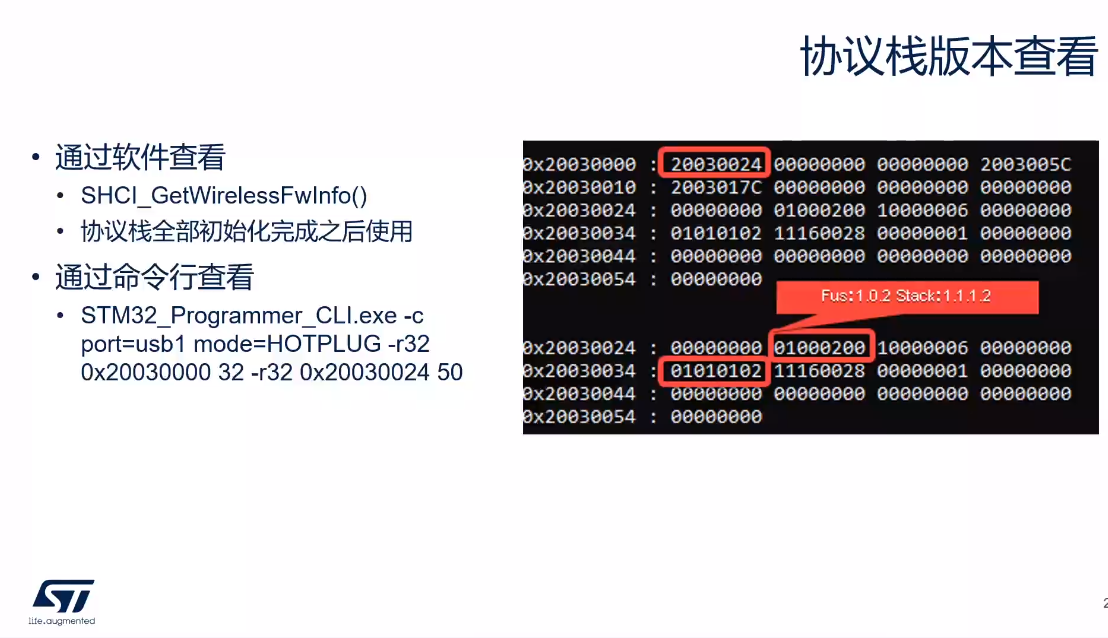 协议栈版本查看
• 通过软件查看
• SHCI_GetWirelessFwInfo()
• 协议栈全部初始化完成之后使用
• 通过命令行查看
• STM32_Programmer_CLI.exe -c
port=usb1 mode=HOTPLUG -r32
0x20030000 32 -r32 0x20030024 50
0x20030000 : 20030024 00000000 00000000 2003005C
0x20030010 : 2003017C 00000000 00000000 00000000
0x20030024 : 00000000 01000200 10000006 00000000
0x20030034 : 01010102 11160028 00000001 00000000
0x20030044 : 00000000 00000000 00000000 00000000
0x20030054 : 00000000
Fus:1.0.2 Stack:1.1.1.2
0x20030024 : 00000000 01000200 10000006 00000000
0x20030034 : 01010102 11160028 00000001 00000000
0x20030044 : 00000000 00000000 00000000 00000000
0x20030054 : 00000000
ST
life.augmented
2